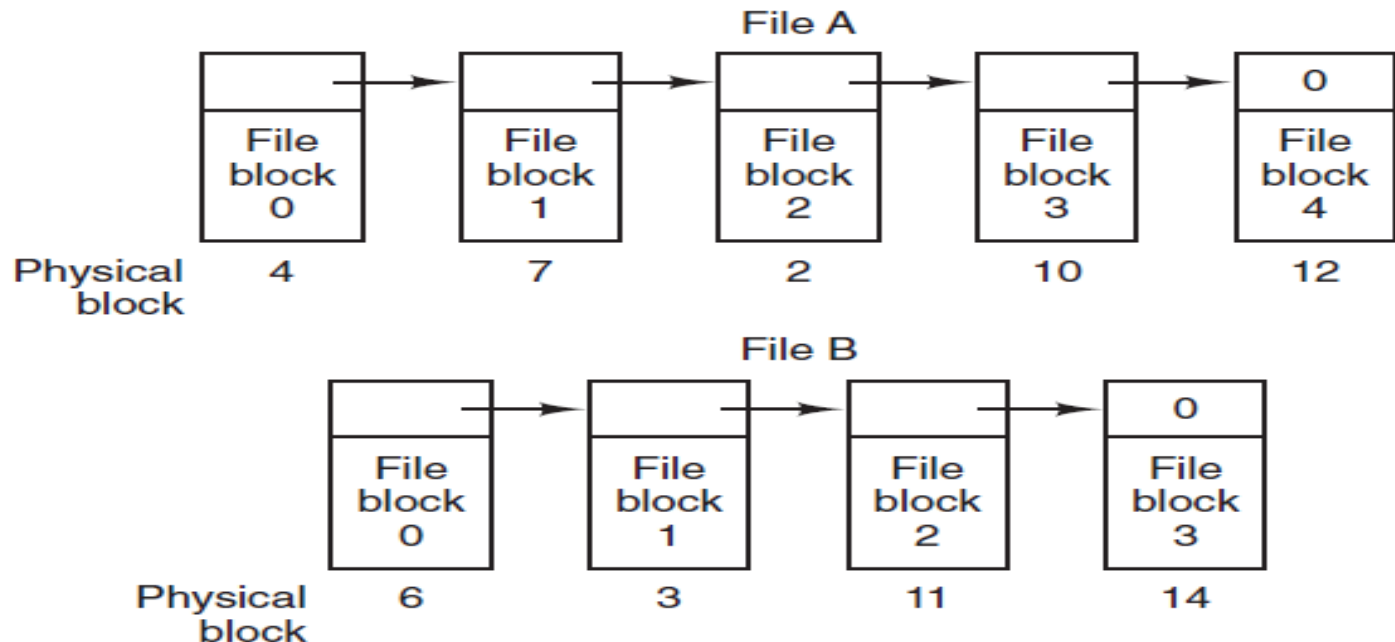 File A
0
File File File File File
block block block block block
0 1 2 3 4
Physical 4 7 2 10 12
block
File B
0
File File File File
block block block block
0 1 2 3
Physical 6 3 11 14
block